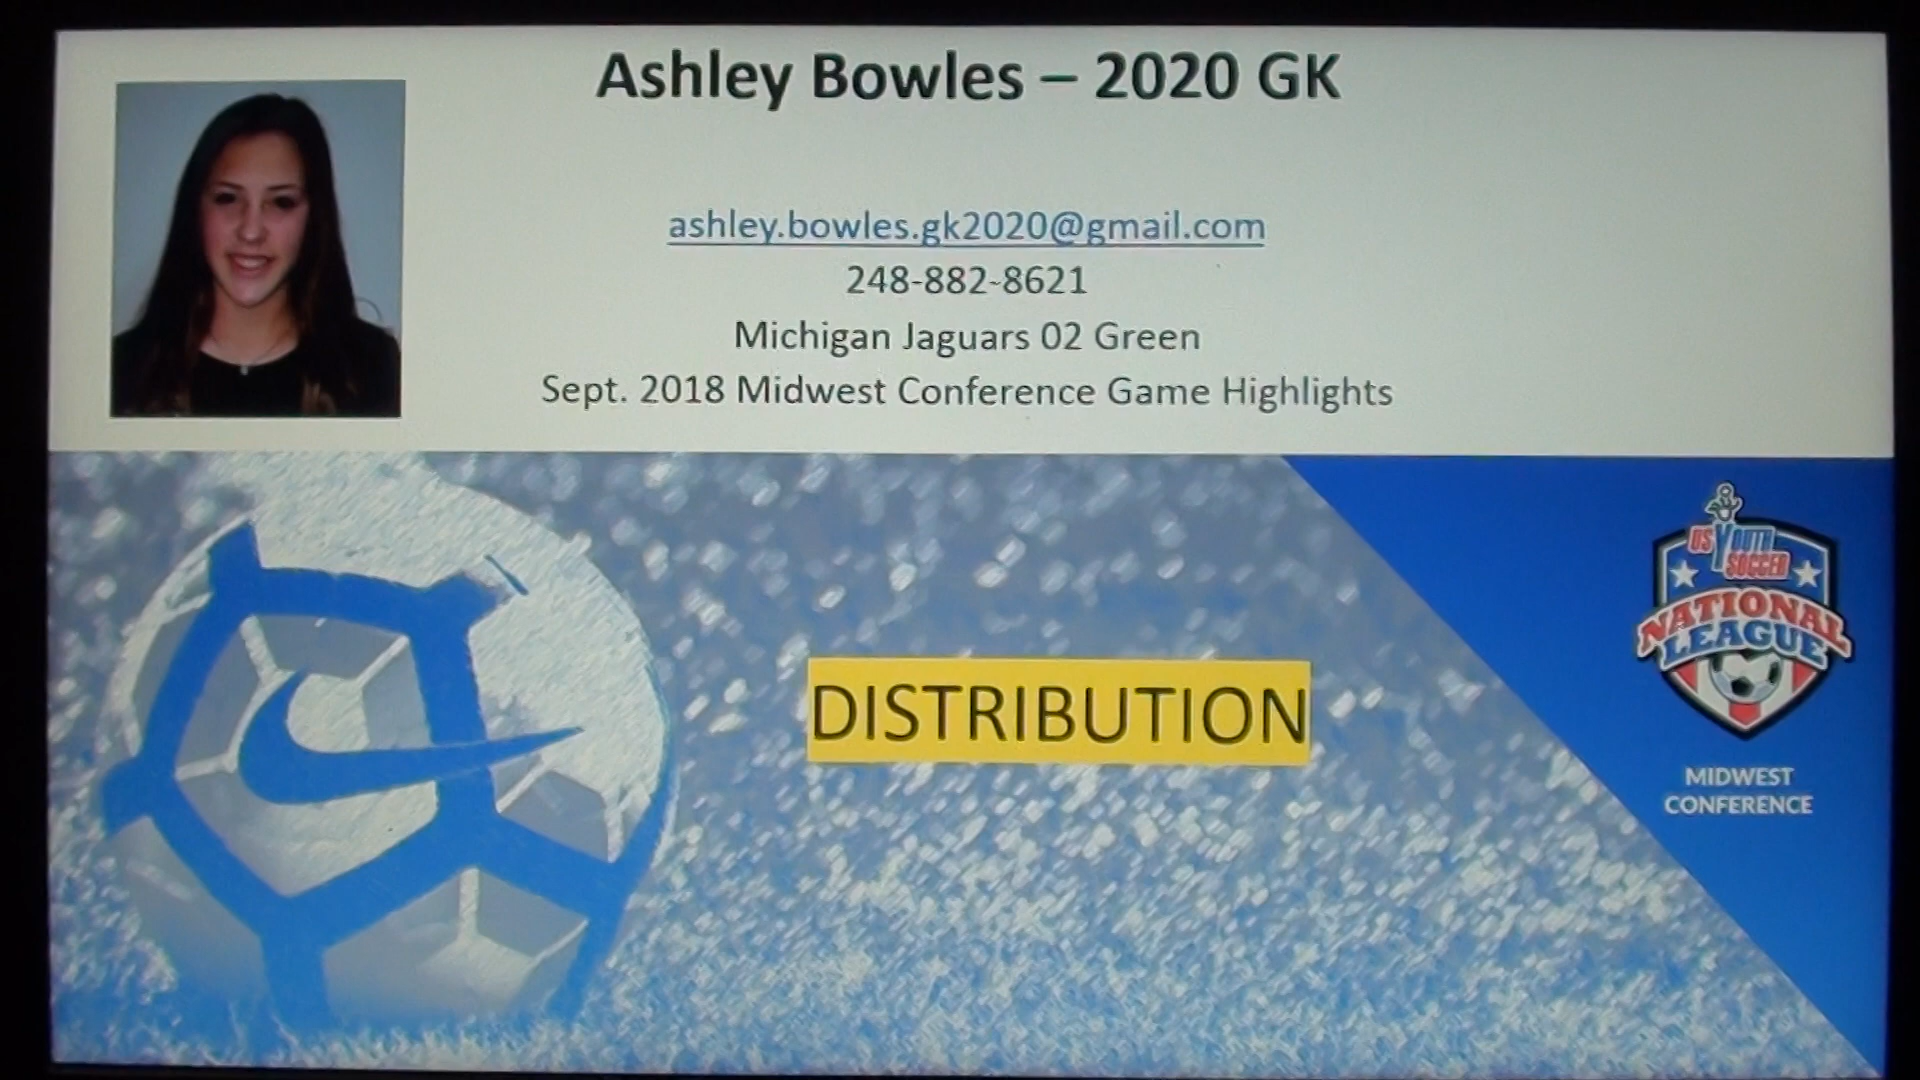 Ashley Bowles – 2020 GK
ashley.bowles.gk2020@gmail.com
248-882-8621
Michigan Jaguars 02 Green
Sept. 2018 Midwest Conference Game Highlights
DISTRIBUTION
US YOUTH
SOCCER
NATIONAL
LEAGUE
MIDWEST
CONFERENCE